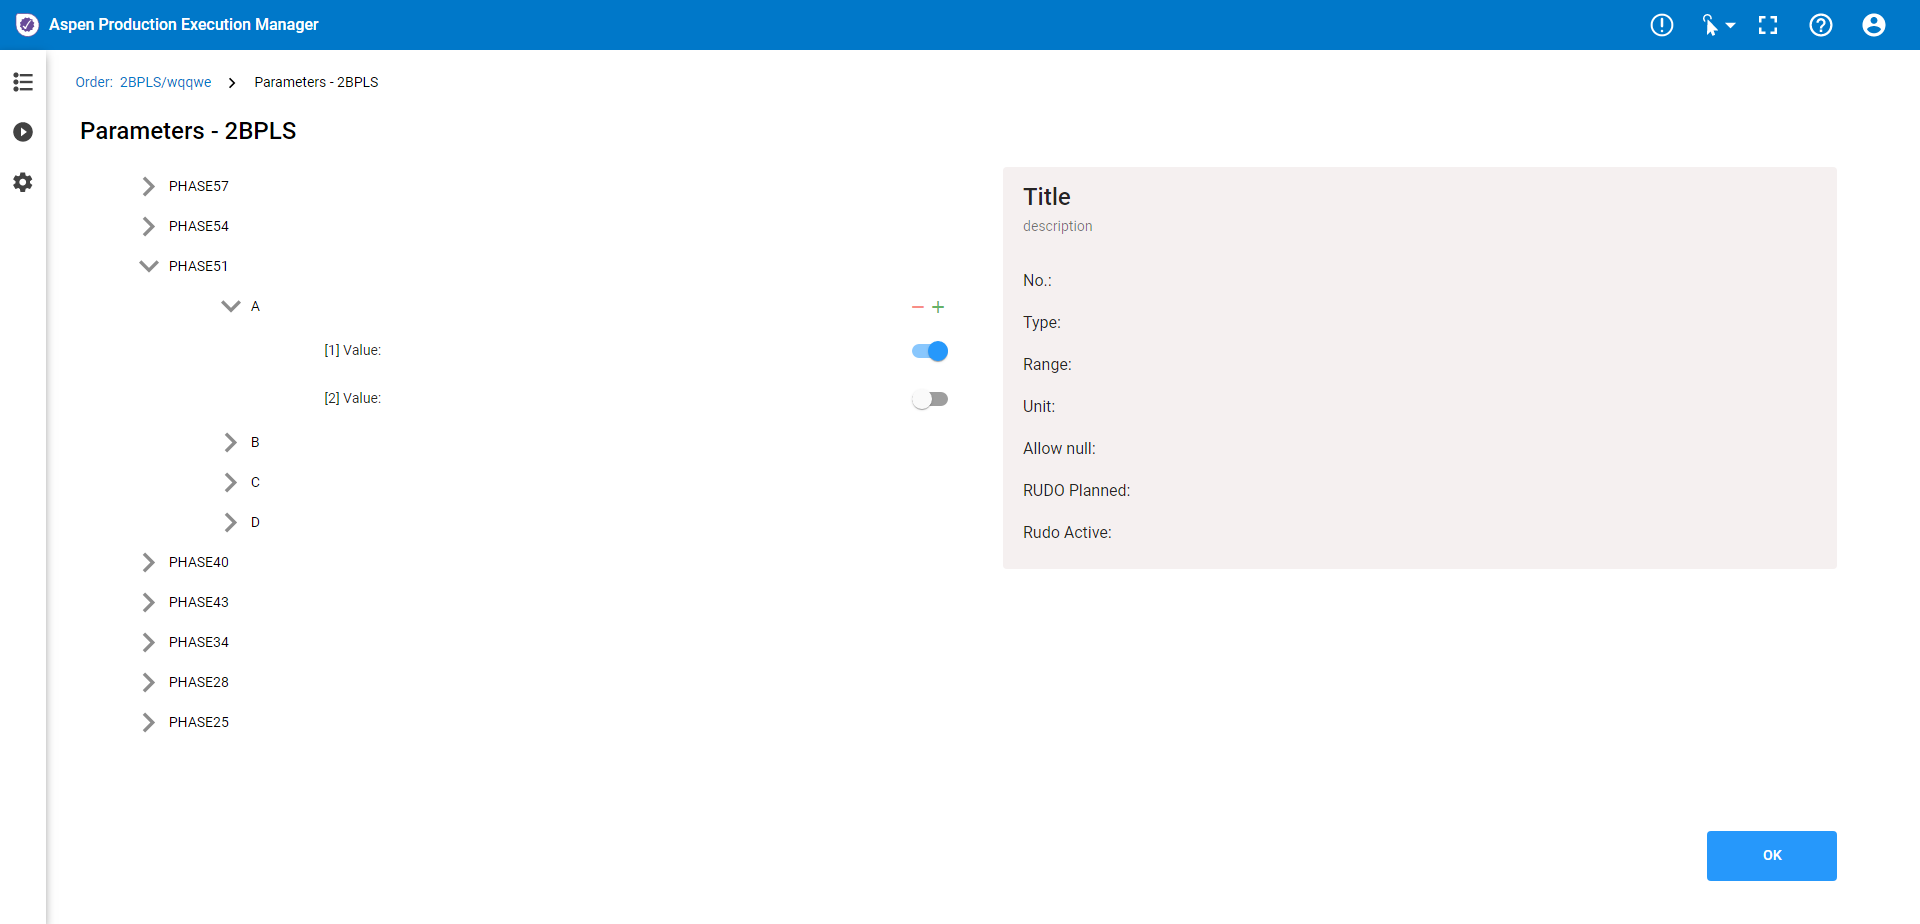 Aspen Production Execution Manager
Order: 2BPLS/wqqwe Parameters - 2BPLS
Parameters - 2BPLS
PHASE57
PHASE54
PHASE51
A
[1] Value:
[2] Value:
B
C
D
PHASE40
PHASE43
PHASE34
PHASE28
PHASE25
Title
description
No.:
Type:
Range:
Unit:
Allow null:
RUDO Planned:
Rudo Active:
OK